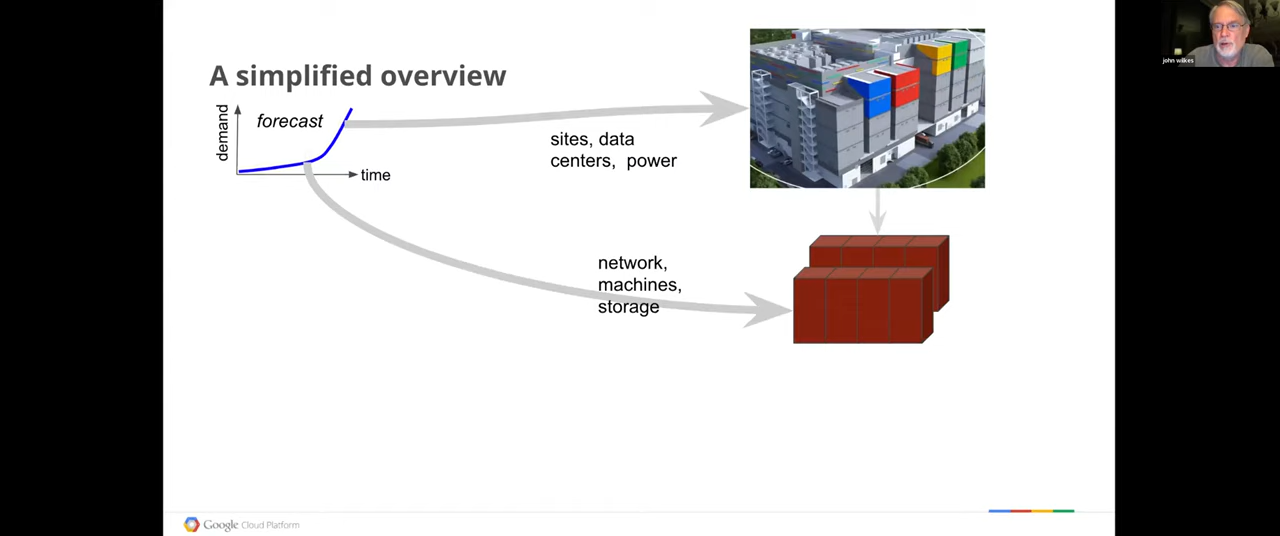 A simplified overview
demand
forecast
time
sites, data
centers, power
network,
machines,
storage
Google Cloud Platform
john wilkes